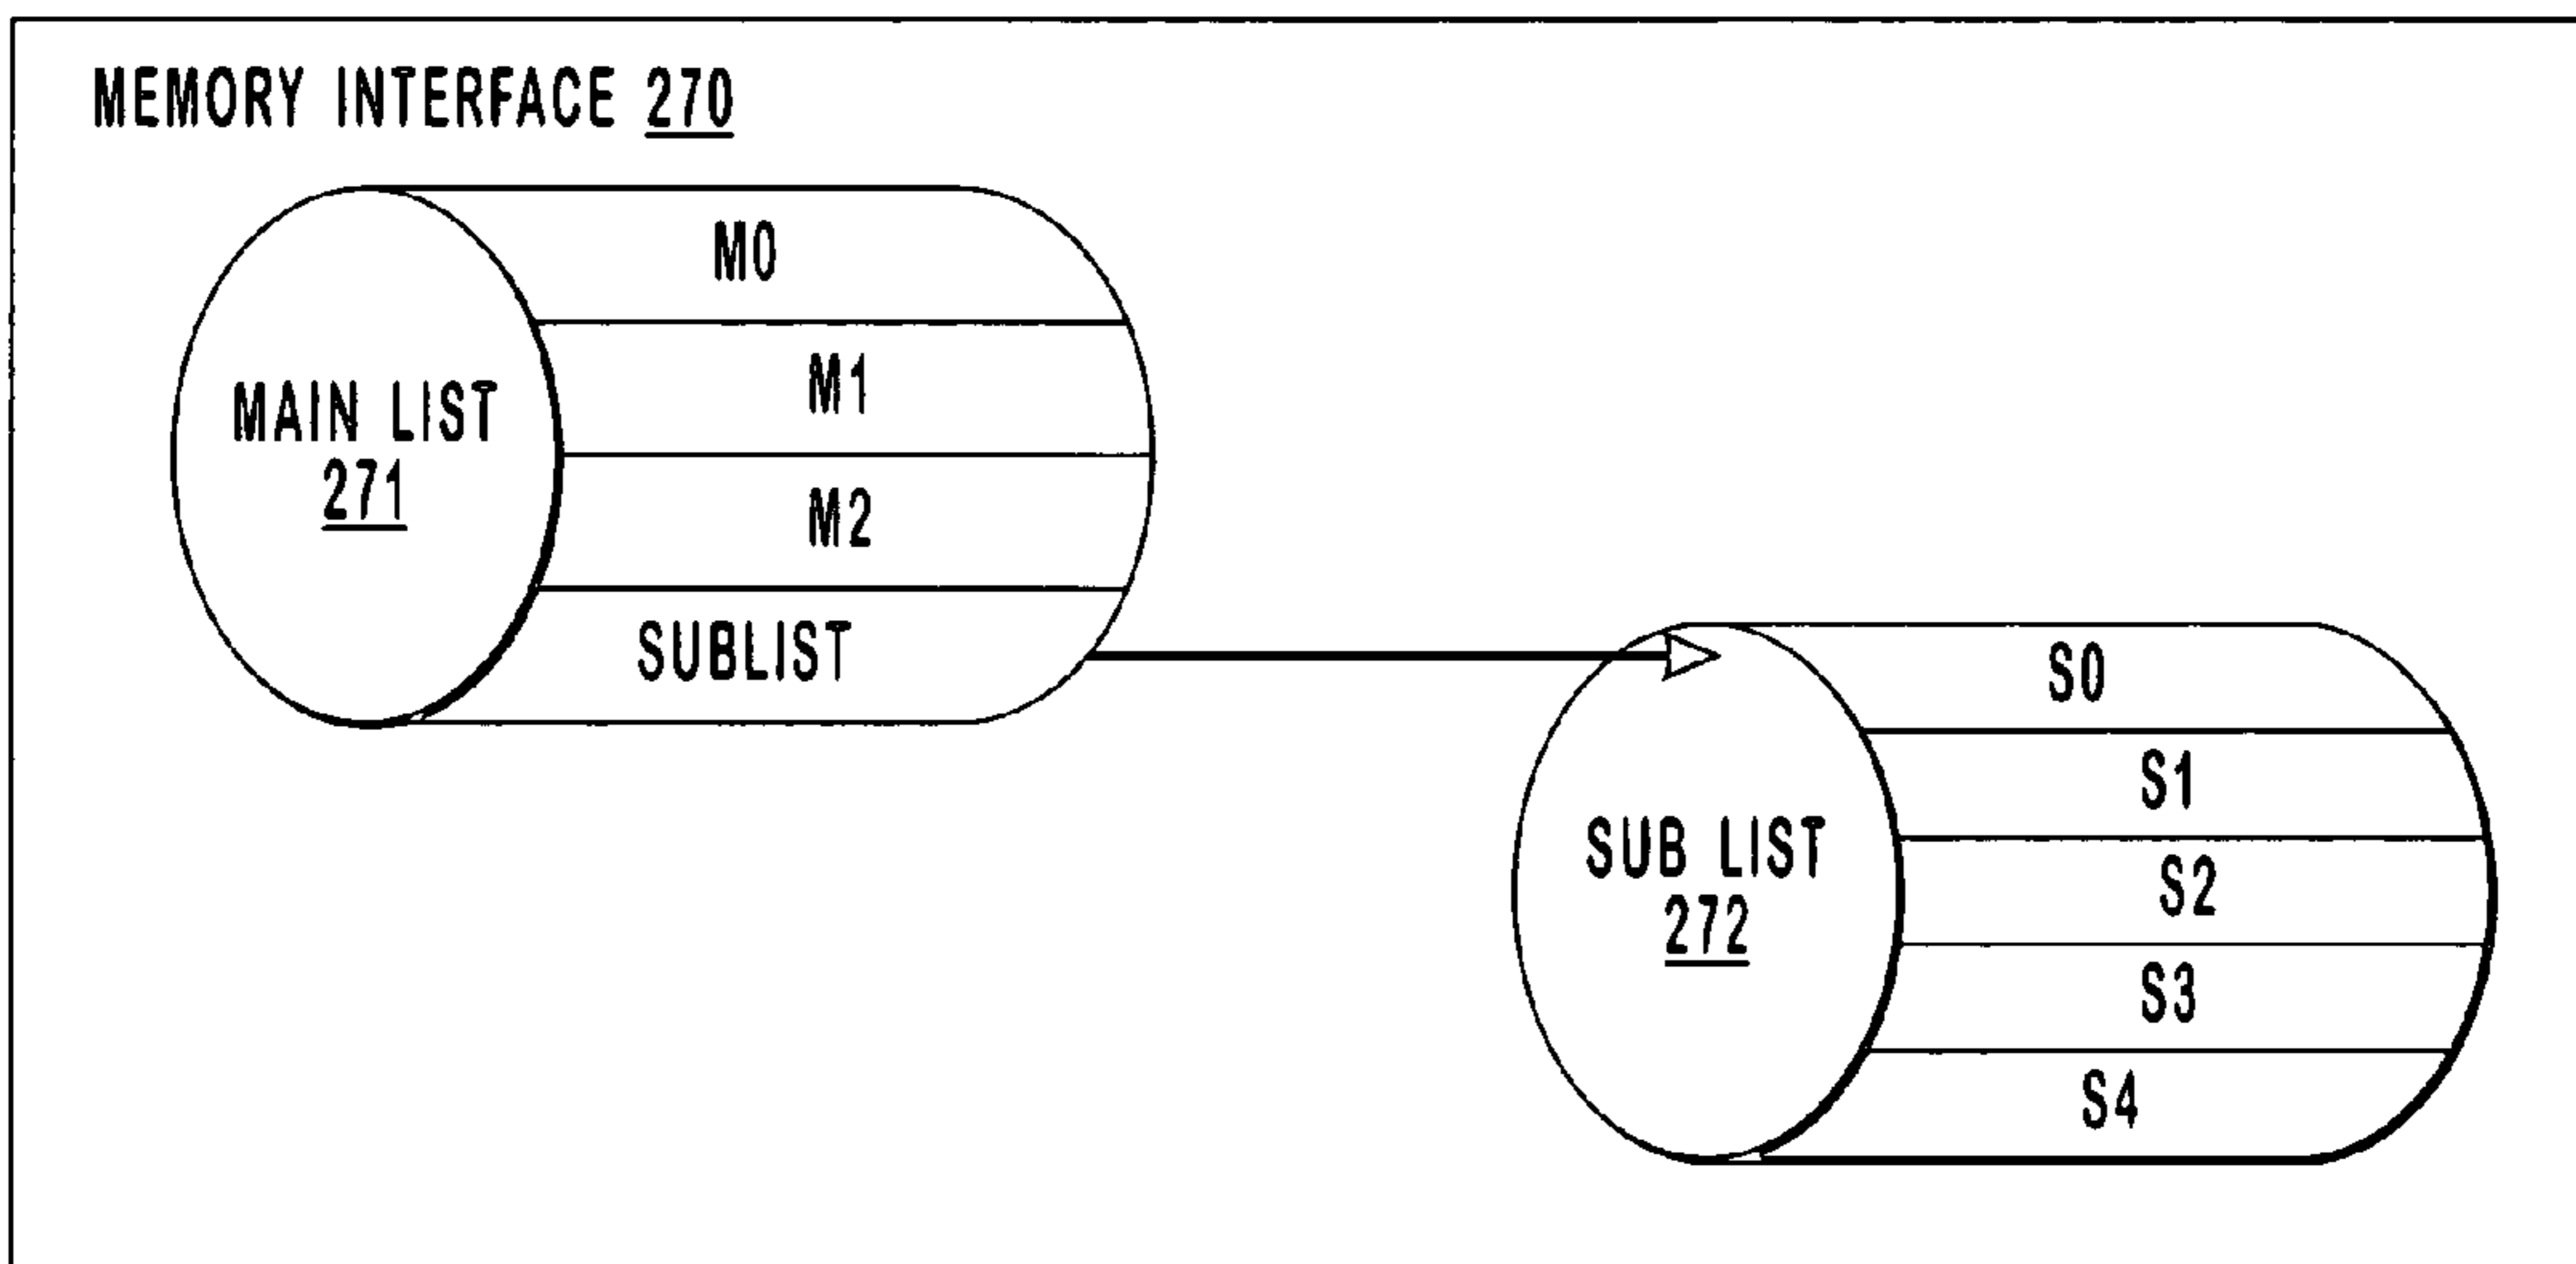 MEMORY INTERFACE 270
MAIN LIST
271
M0
M1
M2
SUBLIST
SUB LIST
272
S0
S1
S2
S3
S4